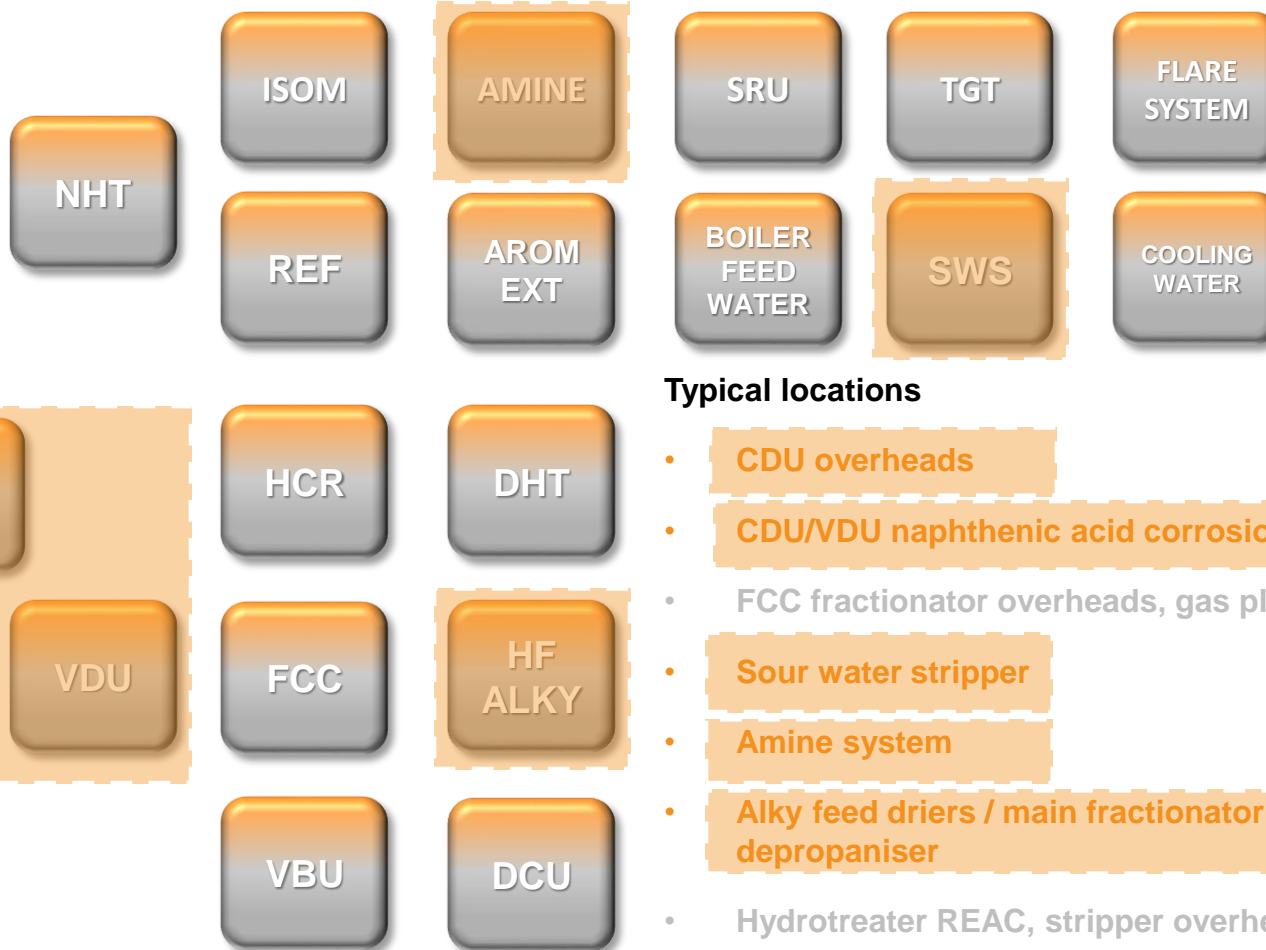 ISOM
AMINE
SRU
TGT
FLARE
SYSTEM
NHT
REF
AROM
EXT
BOILER
FEED
WATER
SWS
COOLING
WATER
HCR
DHT
VDU
FCC
HF
ALKY
VBU
DCU
Typical locations
• CDU overheads
• CDU/VDU naphthenic acid corrosio
• FCC fractionator overheads, gas pl
• Sour water stripper
• Amine system
• Alky feed driers / main fractionator
depropaniser
• Hydrotreater REAC, stripper overhe